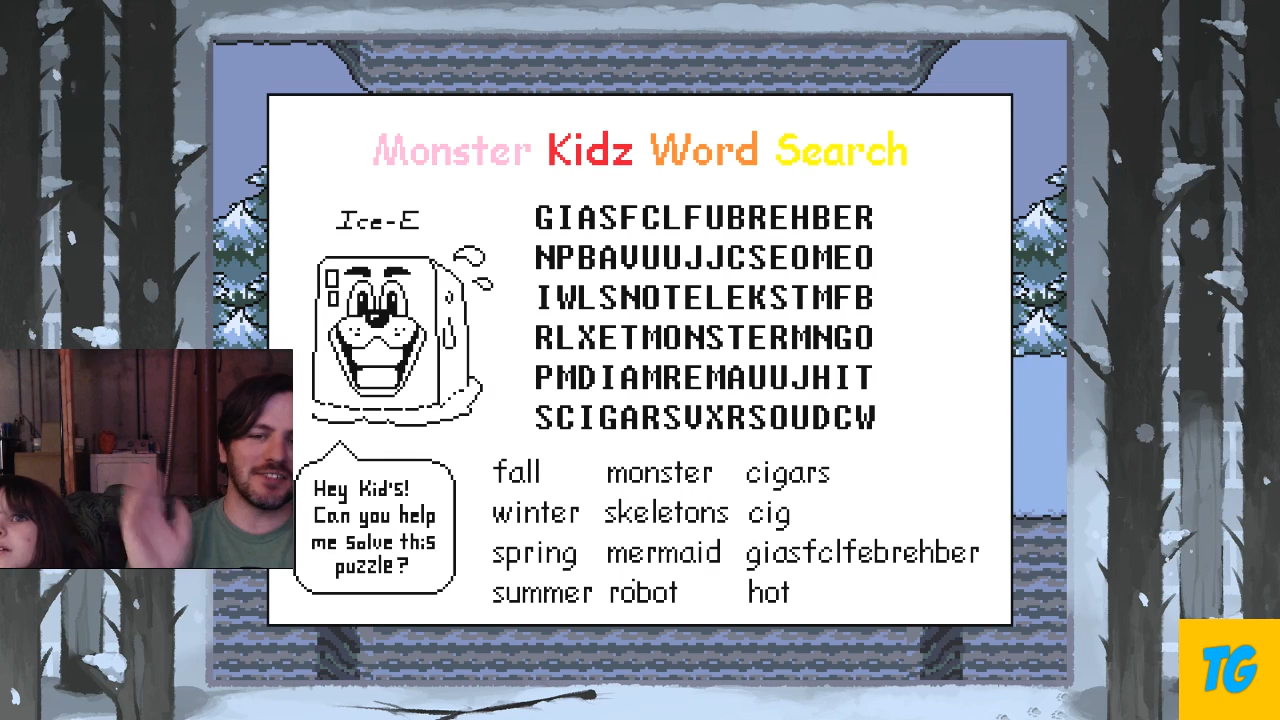 Monster Kidz Word Search
Ice-E
GIASFCLFUBREHBER
NPBAVUUJJCSEOMEO
IWLSNOTELEKSTMFB
RLXETMONSTERMNGO
PMDIAMREMAUUJHIT
SCIGARSVXRSOUDCW
Hey Kid's!
Can you help
me solve this
puzzle?
fall monster cigars
winter skeletons cig
spring mermaid giasfclfebrehber
summer robot hot
TG